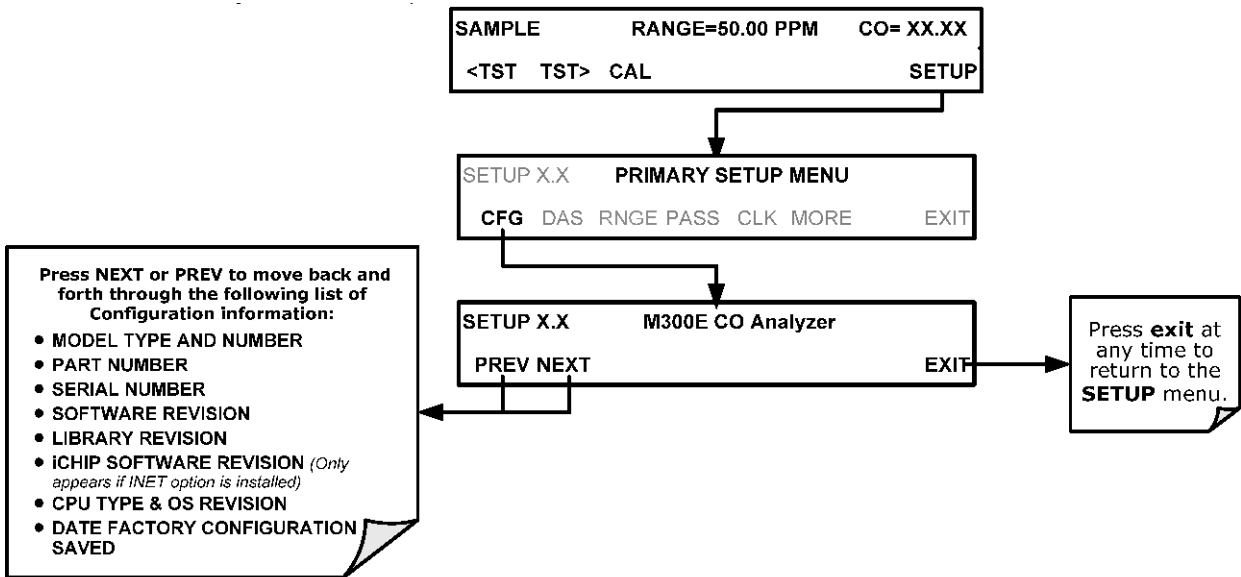 SAMPLE RANGE=50.00 PPM CO= XX.XX
<TST TST> CAL SETUP
SETUP X.X PRIMARY SETUP MENU
CFG DAS RNGE PASS CLK MORE EXIT
SETUP X.X M300E CO Analyzer
PREV NEXT EXIT
Press NEXT or PREV to move back and
forth through the following list of
Configuration information:
• MODEL TYPE AND NUMBER
• PART NUMBER
• SERIAL NUMBER
• SOFTWARE REVISION
• LIBRARY REVISION
• iCHIP SOFTWARE REVISION (Only
appears if INET option is installed)
• CPU TYPE & OS REVISION
• DATE FACTORY CONFIGURATION
SAVED
Press exit at
any time to
return to the
SETUP menu.